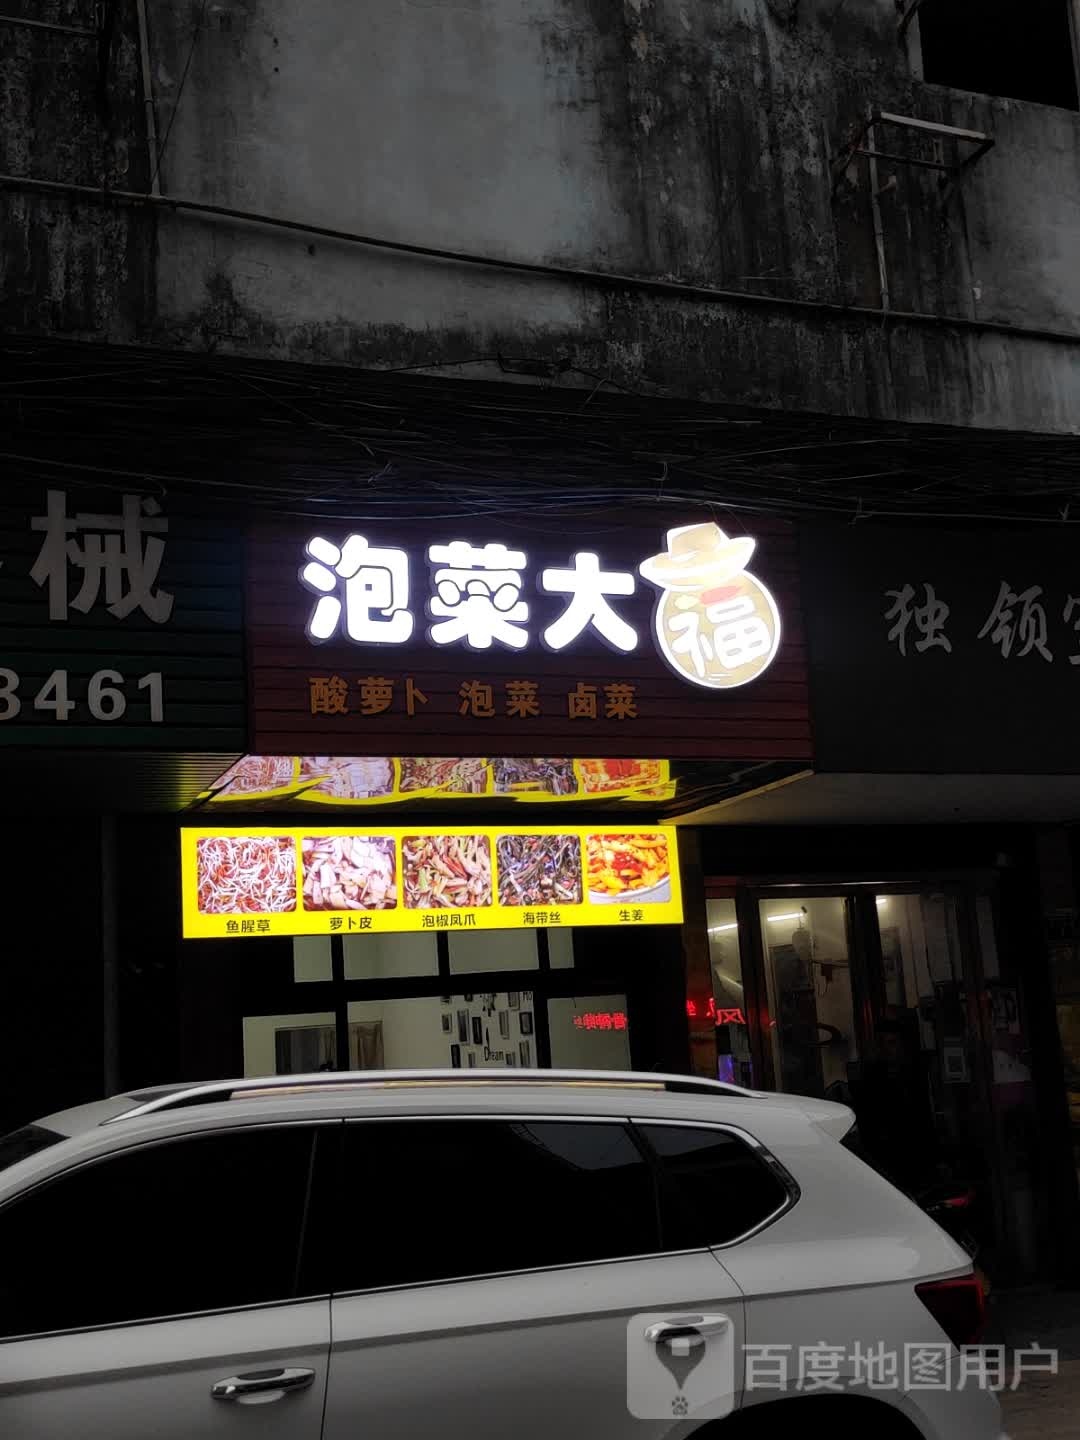 械
3461
泡菜大福
酸萝卜 泡菜 卤菜
独领
鱼腥草 萝卜皮 泡椒凤爪 海带丝 生姜
Dream
百度地图用户